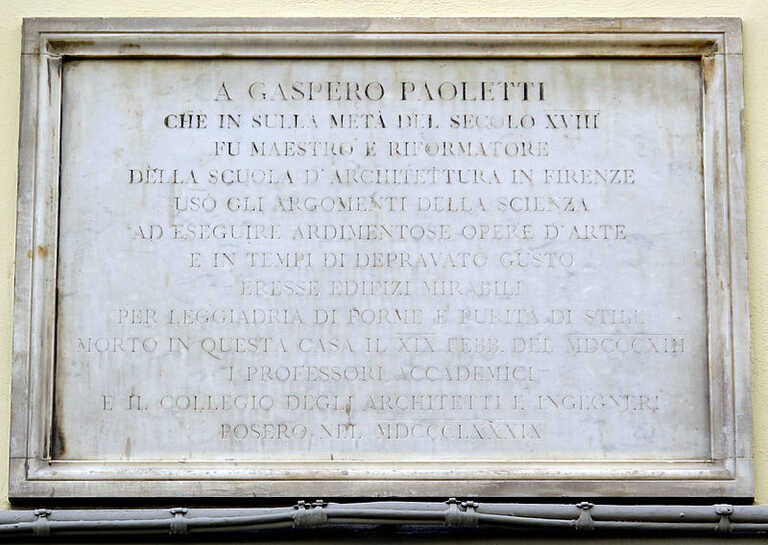 A GASPERO PAOLETTI
CHE IN SULLA METÀ DEL SECOLO XVIII
FU MAESTRO E RIFORMATORE
DELLA SCUOLA D'ARCHITETTURA IN FIRENZE
USÒ GLI ARGOMENTI DELLA SCIENZA
AD ESEGUIRE ARDIMENTOSE OPERE D'ARTE
E IN TEMPI DI DEPRAVATO GUSTO
ERESSE EDIFIZI MIRABILI
PER LEGGIADRIA DI FORME E PURITÀ DI STILE
MORTO IN QUESTA CASA IL XIX FEBB. DEL MDCCCXIII
I PROFESSORI ACCADEMICI
E IL COLLEGIO DEGLI ARCHITETTI E INGEGNERI
POSERO NEL MDCCCLXXXIX